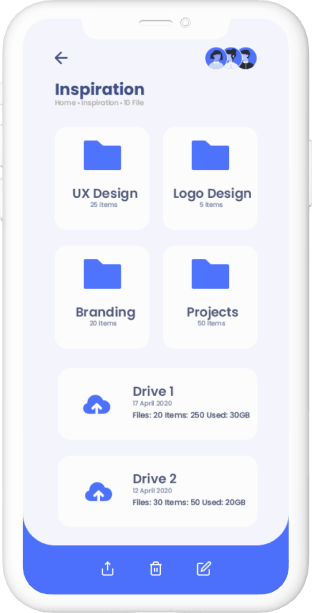 Inspiration
Home • Inspiration • 10 File
UX Design
25 Items
Logo Design
5 Items
Branding
20 Items
Projects
50 Items
Drive 1
17 April 2020
Files: 20 Items: 250 Used: 30GB
Drive 2
12 April 2020
Files: 30 Items: 50 Used: 20GB